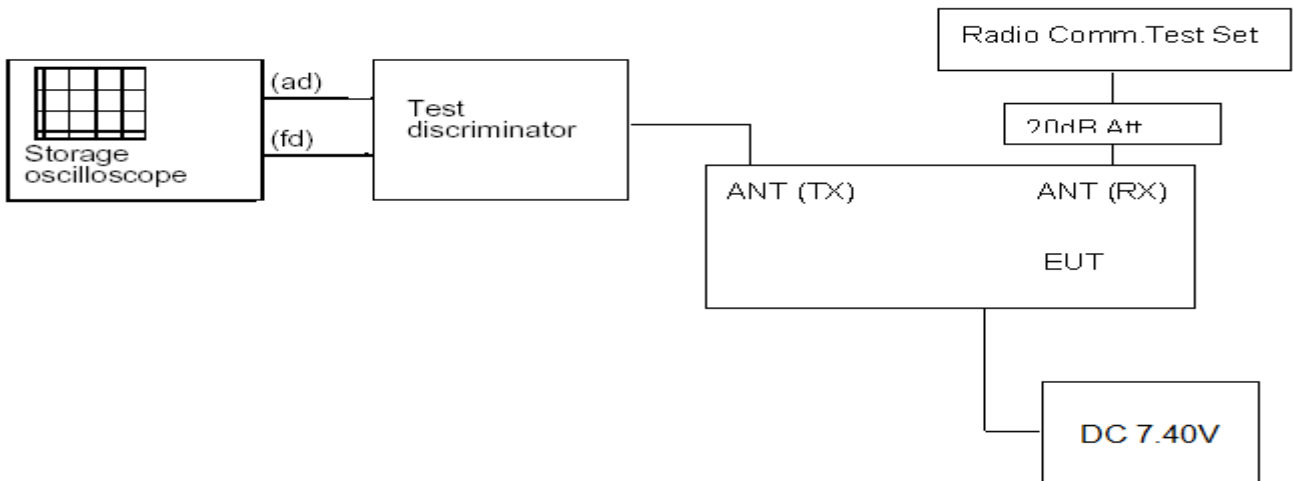 Radio Comm.Test Set
(ad)
Test
discriminator
(fd)
Storage
oscilloscope
20dB Att
ANT (TX)
ANT (RX)
EUT
DC 7.40V